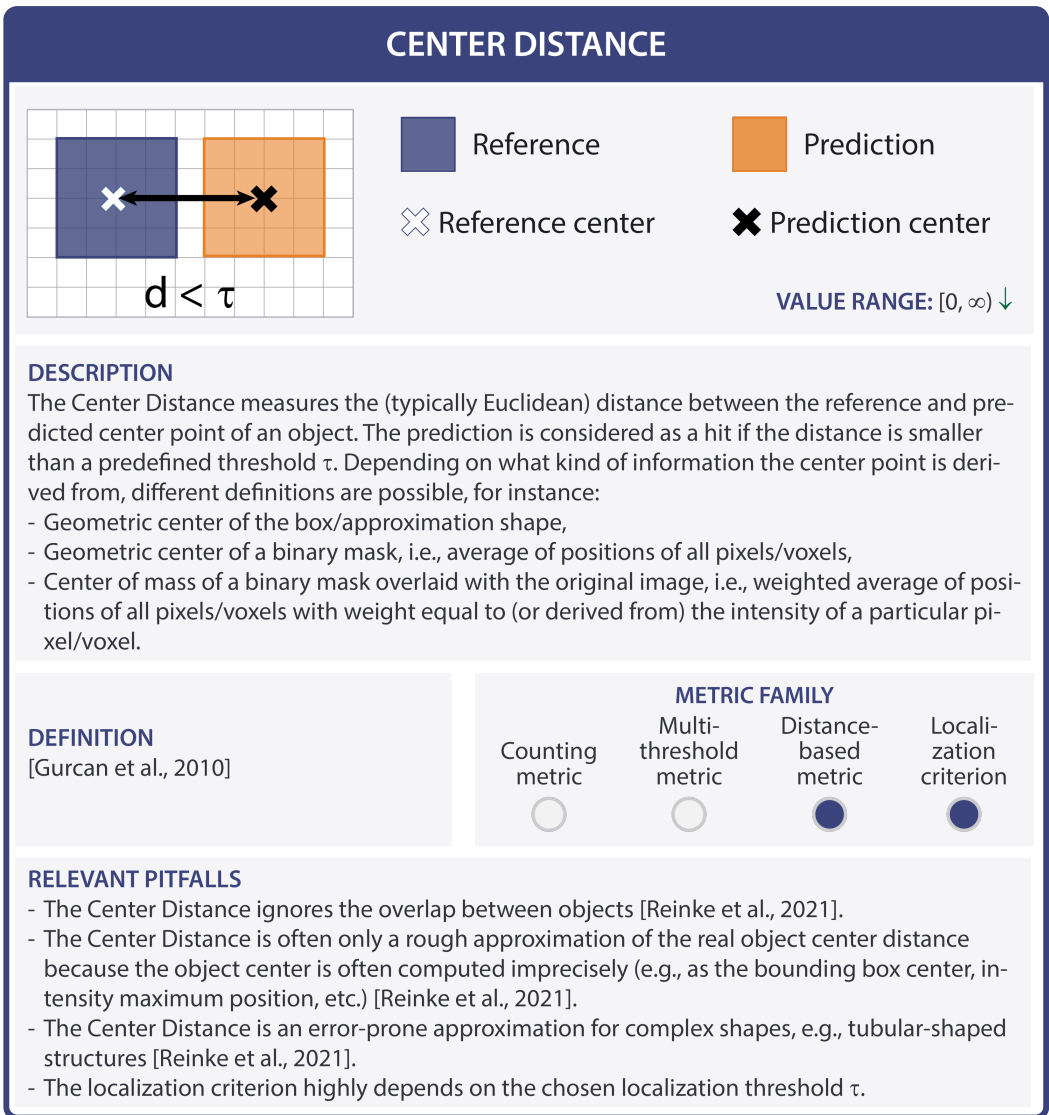 CENTER DISTANCE
Reference
Prediction
Reference center
Prediction center
d < τ
VALUE RANGE: [0, ∞) ↓
DESCRIPTION
The Center Distance measures the (typically Euclidean) distance between the reference and pre-
dicted center point of an object. The prediction is considered as a hit if the distance is smaller
than a predefined threshold τ. Depending on what kind of information the center point is deri-
ved from, different definitions are possible, for instance:
- Geometric center of the box/approximation shape,
- Geometric center of a binary mask, i.e., average of positions of all pixels/voxels,
- Center of mass of a binary mask overlaid with the original image, i.e., weighted average of posi-
tions of all pixels/voxels with weight equal to (or derived from) the intensity of a particular pi-
xel/voxel.
DEFINITION
[Gurcan et al., 2010]
METRIC FAMILY
Counting
metric
Multi-
threshold
metric
Distance-
based
metric
Locali-
zation
criterion
RELEVANT PITFALLS
- The Center Distance ignores the overlap between objects [Reinke et al., 2021].
- The Center Distance is often only a rough approximation of the real object center distance
because the object center is often computed imprecisely (e.g., as the bounding box center, in-
tensity maximum position, etc.) [Reinke et al., 2021].
- The Center Distance is an error-prone approximation for complex shapes, e.g., tubular-shaped
structures [Reinke et al., 2021].
- The localization criterion highly depends on the chosen localization threshold τ.